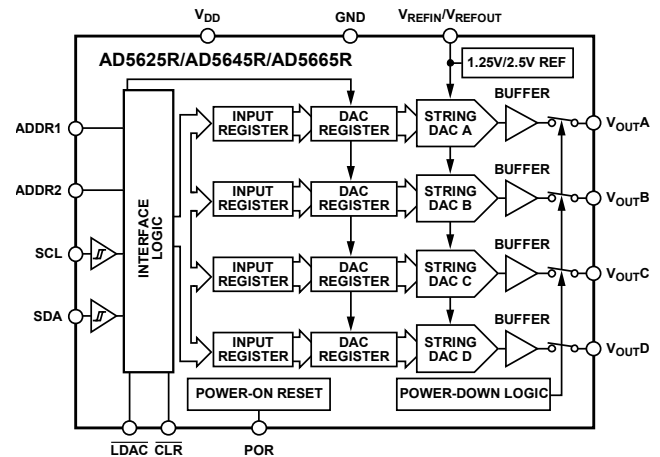 VDD
GND
VREFIN/VREFOUT
AD5625R/AD5645R/AD5665R
1.25V/2.5V REF
BUFFER
ADDR1
INPUT
REGISTER
DAC
REGISTER
STRING
DAC A
VOUTA
ADDR2
INTERFACE
LOGIC
INPUT
REGISTER
DAC
REGISTER
STRING
DAC B
BUFFER
VOUTB
SCL
INPUT
REGISTER
DAC
REGISTER
STRING
DAC C
BUFFER
VOUTC
SDA
INPUT
REGISTER
DAC
REGISTER
STRING
DAC D
BUFFER
VOUTD
POWER-ON RESET
POWER-DOWN LOGIC
LDAC
CLR
POR